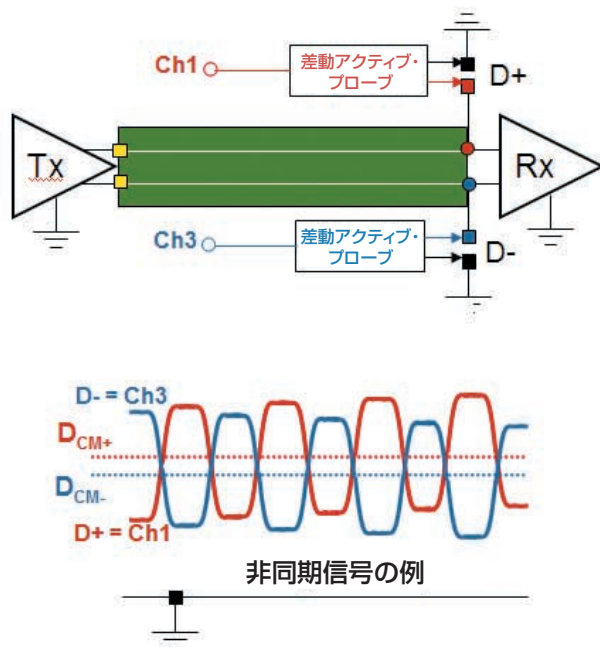 Ch1
差動アクティブ・
プローブ
D+
Tx
Rx
Ch3
差動アクティブ・
プローブ
D-
D- = Ch3
DCM+
DCM-
D+ = Ch1
非同期信号の例